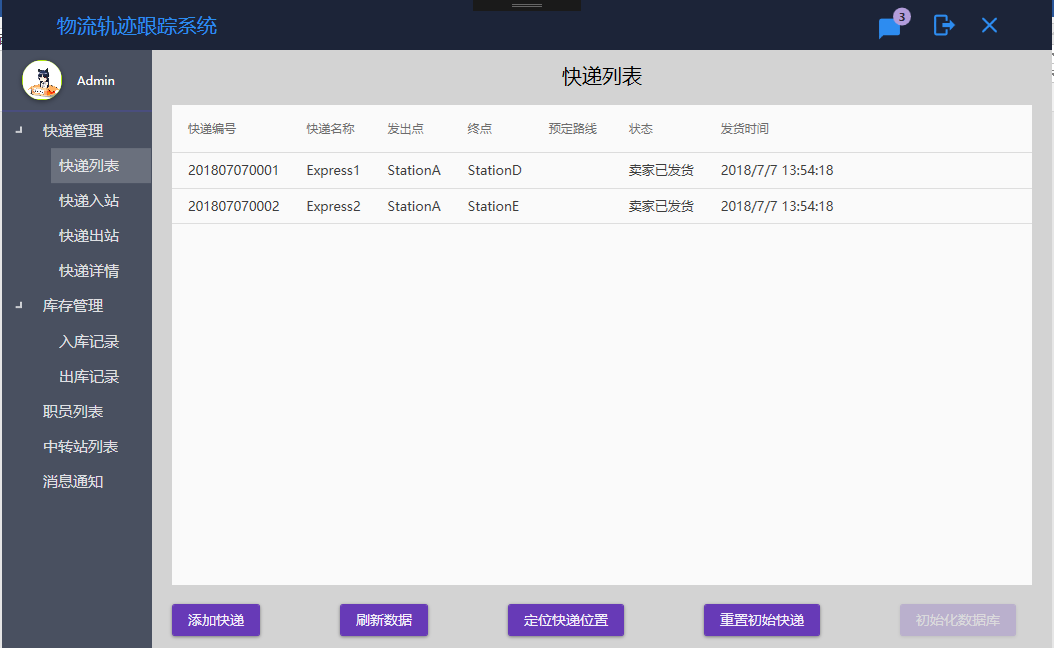 物流轨迹跟踪系统
3
Admin
快递管理
快递列表
快递入站
快递出站
快递详情
库存管理
入库记录
出库记录
职员列表
中转站列表
消息通知
快递列表
快递编号 快递名称 发出点 终点 预定路线 状态 发货时间
201807070001 Express1 StationA StationD 卖家已发货 2018/7/7 13:54:18
201807070002 Express2 StationA StationE 卖家已发货 2018/7/7 13:54:18
添加快递 刷新数据 定位快递位置 重置初始快递 初始化数据库